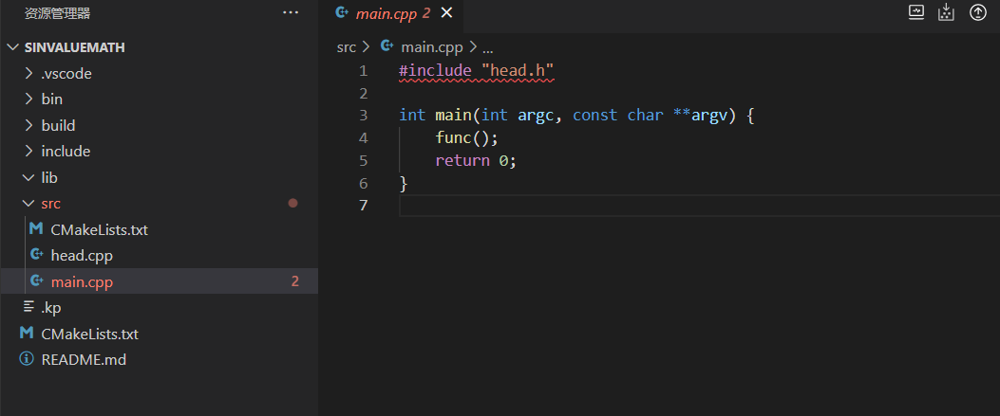 资源管理器 ...
SINVALUEMATH
.vscode
bin
build
include
lib
src
CMakeLists.txt
head.cpp
main.cpp 2
.kp
CMakeLists.txt
README.md
main.cpp 2
src > main.cpp > ...
1 #include "head.h"
2
3 int main(int argc, const char **argv) {
4 func();
5 return 0;
6 }
7